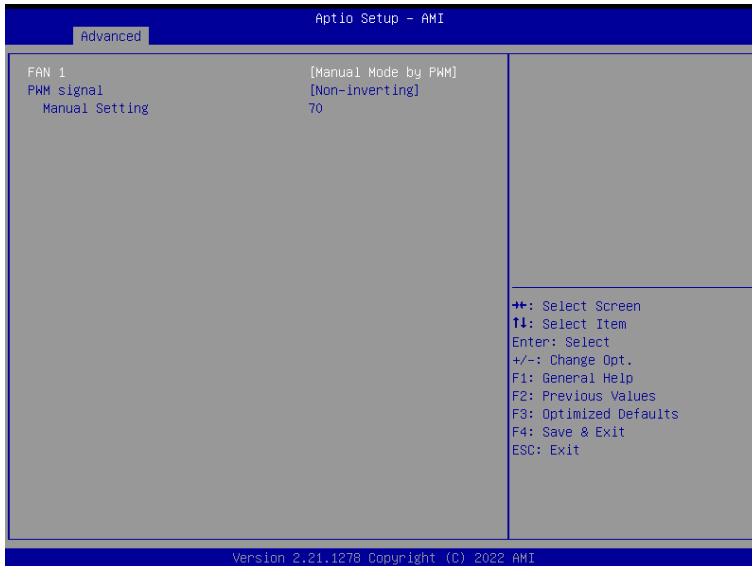 Aptio Setup – AMI
Advanced
FAN 1 [Manual Mode by PWM]
PWM signal [Non-inverting]
Manual Setting 70
→←: Select Screen
↑↓: Select Item
Enter: Select
+/-: Change Opt.
F1: General Help
F2: Previous Values
F3: Optimized Defaults
F4: Save & Exit
ESC: Exit
Version 2.21.1278 Copyright (C) 2022 AMI